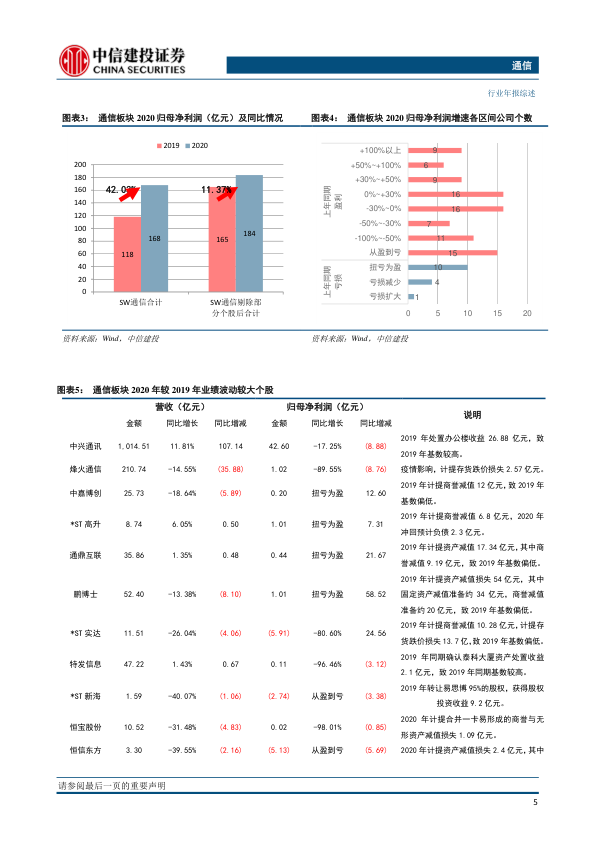 中信建投证券
CHINA SECURITIES
通信
行业年报综述
图表3： 通信板块 2020 归母净利润（亿元）及同比情况
2019 2020
200
180
160
140
120
100
80
60
40
20
0
42.03%
11.37%
118
168
165
184
SW通信合计
SW通信剔除部
分个股后合计
资料来源：Wind，中信建投
图表4： 通信板块 2020 归母净利润增速各区间公司个数
上年同期
盈利
上年同期
亏损
+100%以上 9
+50%~+100% 6
+30%~+50% 9
0%~+30% 16
-30%~0% 16
-50%~-30% 7
-100%~-50% 11
从盈到亏 15
扭亏为盈 10
亏损减少 4
亏损扩大 1
0 5 10 15 20
资料来源：Wind，中信建投
图表5： 通信板块 2020 年较 2019 年业绩波动较大个股
营收（亿元） 归母净利润（亿元） 说明
金额 同比增长 同比增减 金额 同比增长 同比增减
中兴通讯 1,014.51 11.81% 107.14 42.60 -17.25% (8.88) 2019 年处置办公楼收益 26.88 亿元，致
2019 年基数较高。
烽火通信 210.74 -14.55% (35.88) 1.02 -89.55% (8.76) 疫情影响，计提存货跌价损失 2.57 亿元。
中嘉博创 25.73 -18.64% (5.89) 0.20 扭亏为盈 12.60 2019 年计提商誉减值 12 亿元，致 2019 年
基数偏低。
*ST 高升 8.74 6.05% 0.50 1.01 扭亏为盈 7.31 2019 年计提商誉减值 6.8 亿元，2020 年
冲回预计负债 2.3 亿元。
通鼎互联 35.86 1.35% 0.48 0.44 扭亏为盈 21.67 2019 年计提资产减值 17.34 亿元，其中商
誉减值 9.19 亿元，致 2019 年基数偏低。
鹏博士 52.40 -13.38% (8.10) 1.01 扭亏为盈 58.52 2019 年计提资产减值损失 54 亿元，其中
固定资产减值准备约 34 亿元，商誉减值
准备约 20 亿元，致 2019 年基数偏低。
*ST 实达 11.51 -26.04% (4.06) (5.91) -80.60% 24.56 2019 年计提商誉减值 10.28 亿元，计提存
货跌价损失 13.7 亿，致 2019 年基数偏低。
特发信息 47.22 1.43% 0.67 0.11 -96.46% (3.12) 2019 年同期确认泰科大厦资产处置收益
2.1 亿元，致 2019 年同期基数较高。
*ST 新海 1.59 -40.07% (1.06) (2.74) 从盈到亏 (3.38) 2019 年转让易思博 95%的股权，获得股权
投资收益 9.2 亿元。
恒宝股份 10.52 -31.48% (4.83) 0.02 -98.01% (0.85) 2020 年计提合并一卡易形成的商誉与无
形资产减值损失 1.09 亿元。
恒信东方 3.30 -39.55% (2.16) (5.13) 从盈到亏 (5.69) 2020 年计提资产减值损失 2.4 亿元，其中
请参阅最后一页的重要声明
5